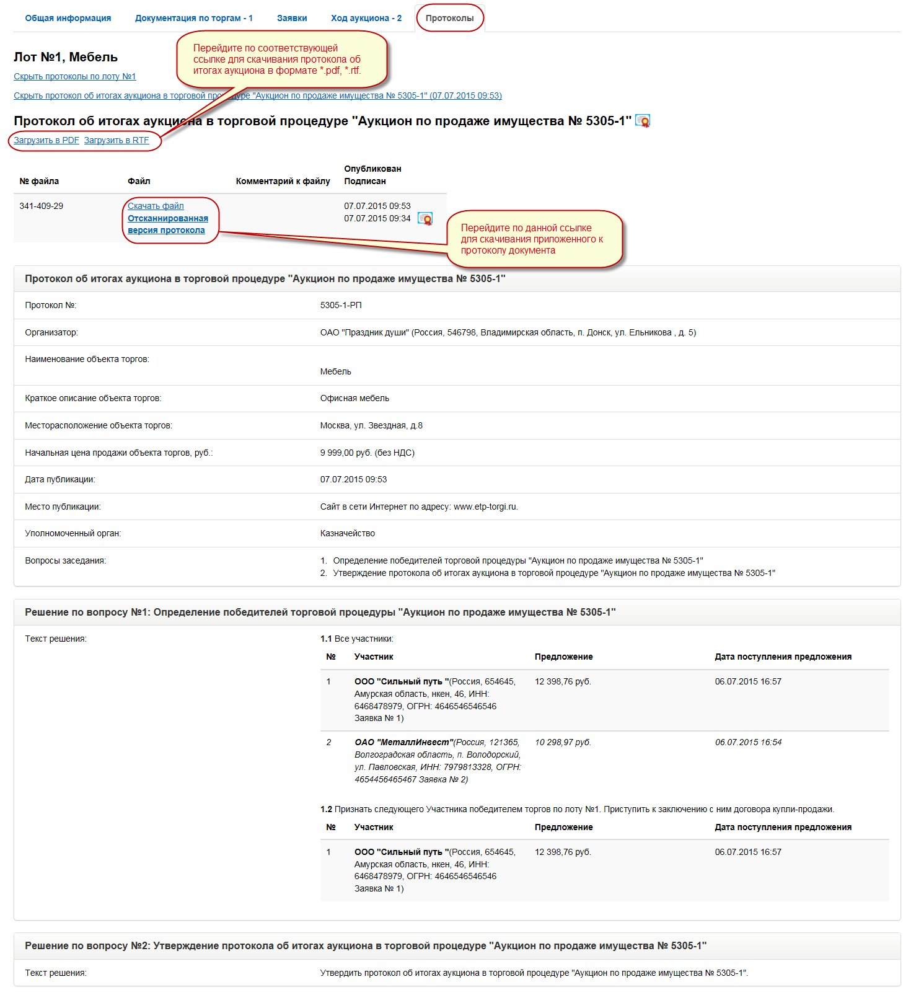 Общая информация Документация по торгам - 1 Заявки Ход аукциона - 2 Протоколы
Перейдите по соответствующей
ссылке для скачивания протокола об
итогах аукциона в формате *.pdf, *.rtf.
Лот №1, Мебель
Скрыть протоколы по лоту №1
Скрыть протокол об итогах аукциона в торговой процедуре "Аукцион по продаже имущества № 5305-1" (07.07.2015 09:53)
Протокол об итогах аукциона в торговой процедуре "Аукцион по продаже имущества № 5305-1"
Загрузить в PDF Загрузить в RTF
№ файла Файл Комментарий к файлу Опубликован
Подписан
341-409-29 Скачать файл 07.07.2015 09:53
Отсканнированная 07.07.2015 09:34
версия протокола
Перейдите по данной ссылке
для скачивания приложенного к
протоколу документа
Протокол об итогах аукциона в торговой процедуре "Аукцион по продаже имущества № 5305-1"
Протокол №: 5305-1-РП
Организатор: ОАО "Праздник души" (Россия, 546798, Владимирская область, п. Донск, ул. Ельникова , д. 5)
Наименование объекта торгов:
Мебель
Краткое описание объекта торгов: Офисная мебель
Месторасположение объекта торгов: Москва, ул. Звездная, д.8
Начальная цена продажи объекта торгов, руб.: 9 999,00 руб. (без НДС)
Дата публикации: 07.07.2015 09:53
Место публикации: Сайт в сети Интернет по адресу: www.etp-torgi.ru.
Уполномоченный орган: Казначейство
Вопросы заседания: 1. Определение победителей торговой процедуры "Аукцион по продаже имущества № 5305-1"
2. Утверждение протокола об итогах аукциона в торговой процедуре "Аукцион по продаже имущества № 5305-1"
Решение по вопросу №1: Определение победителей торговой процедуры "Аукцион по продаже имущества № 5305-1"
Текст решения: 1.1 Все участники:
№ Участник Предложение Дата поступления предложения
1 ООО "Сильный путь "(Россия, 654645, 12 398,76 руб. 06.07.2015 16:57
Амурская область, нкен, 46, ИНН:
6468478979, ОГРН: 4646546546546
Заявка № 1)
2 ОАО "МеталлИнвест"(Россия, 121365, 10 298,97 руб. 06.07.2015 16:54
Волгоградская область, п. Володорский,
ул. Павловская, ИНН: 7979813328, ОГРН:
4654456465467 Заявка № 2)
1.2 Признать следующего Участника победителем торгов по лоту №1. Приступить к заключению с ним договора купли-продажи.
№ Участник Предложение Дата поступления предложения
1 ООО "Сильный путь "(Россия, 654645, 12 398,76 руб. 06.07.2015 16:57
Амурская область, нкен, 46, ИНН:
6468478979, ОГРН: 4646546546546
Заявка № 1)
Решение по вопросу №2: Утверждение протокола об итогах аукциона в торговой процедуре "Аукцион по продаже имущества № 5305-1"
Текст решения: Утвердить протокол об итогах аукциона в торговой процедуре "Аукцион по продаже имущества № 5305-1".